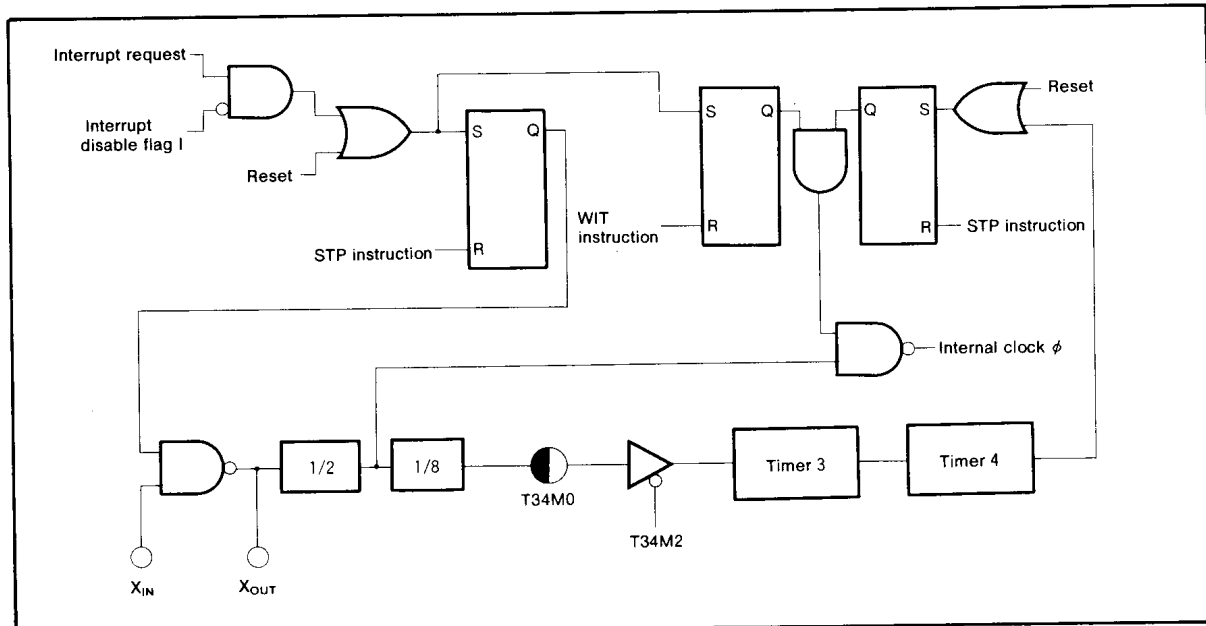 Interrupt request
Interrupt
disable flag I
Reset
S
Q
R
STP instruction
WIT
instruction
S
Q
R
Q
S
R
Reset
STP instruction
Internal clock ϕ
1/2
1/8
T34M0
T34M2
Timer 3
Timer 4
XIN
XOUT